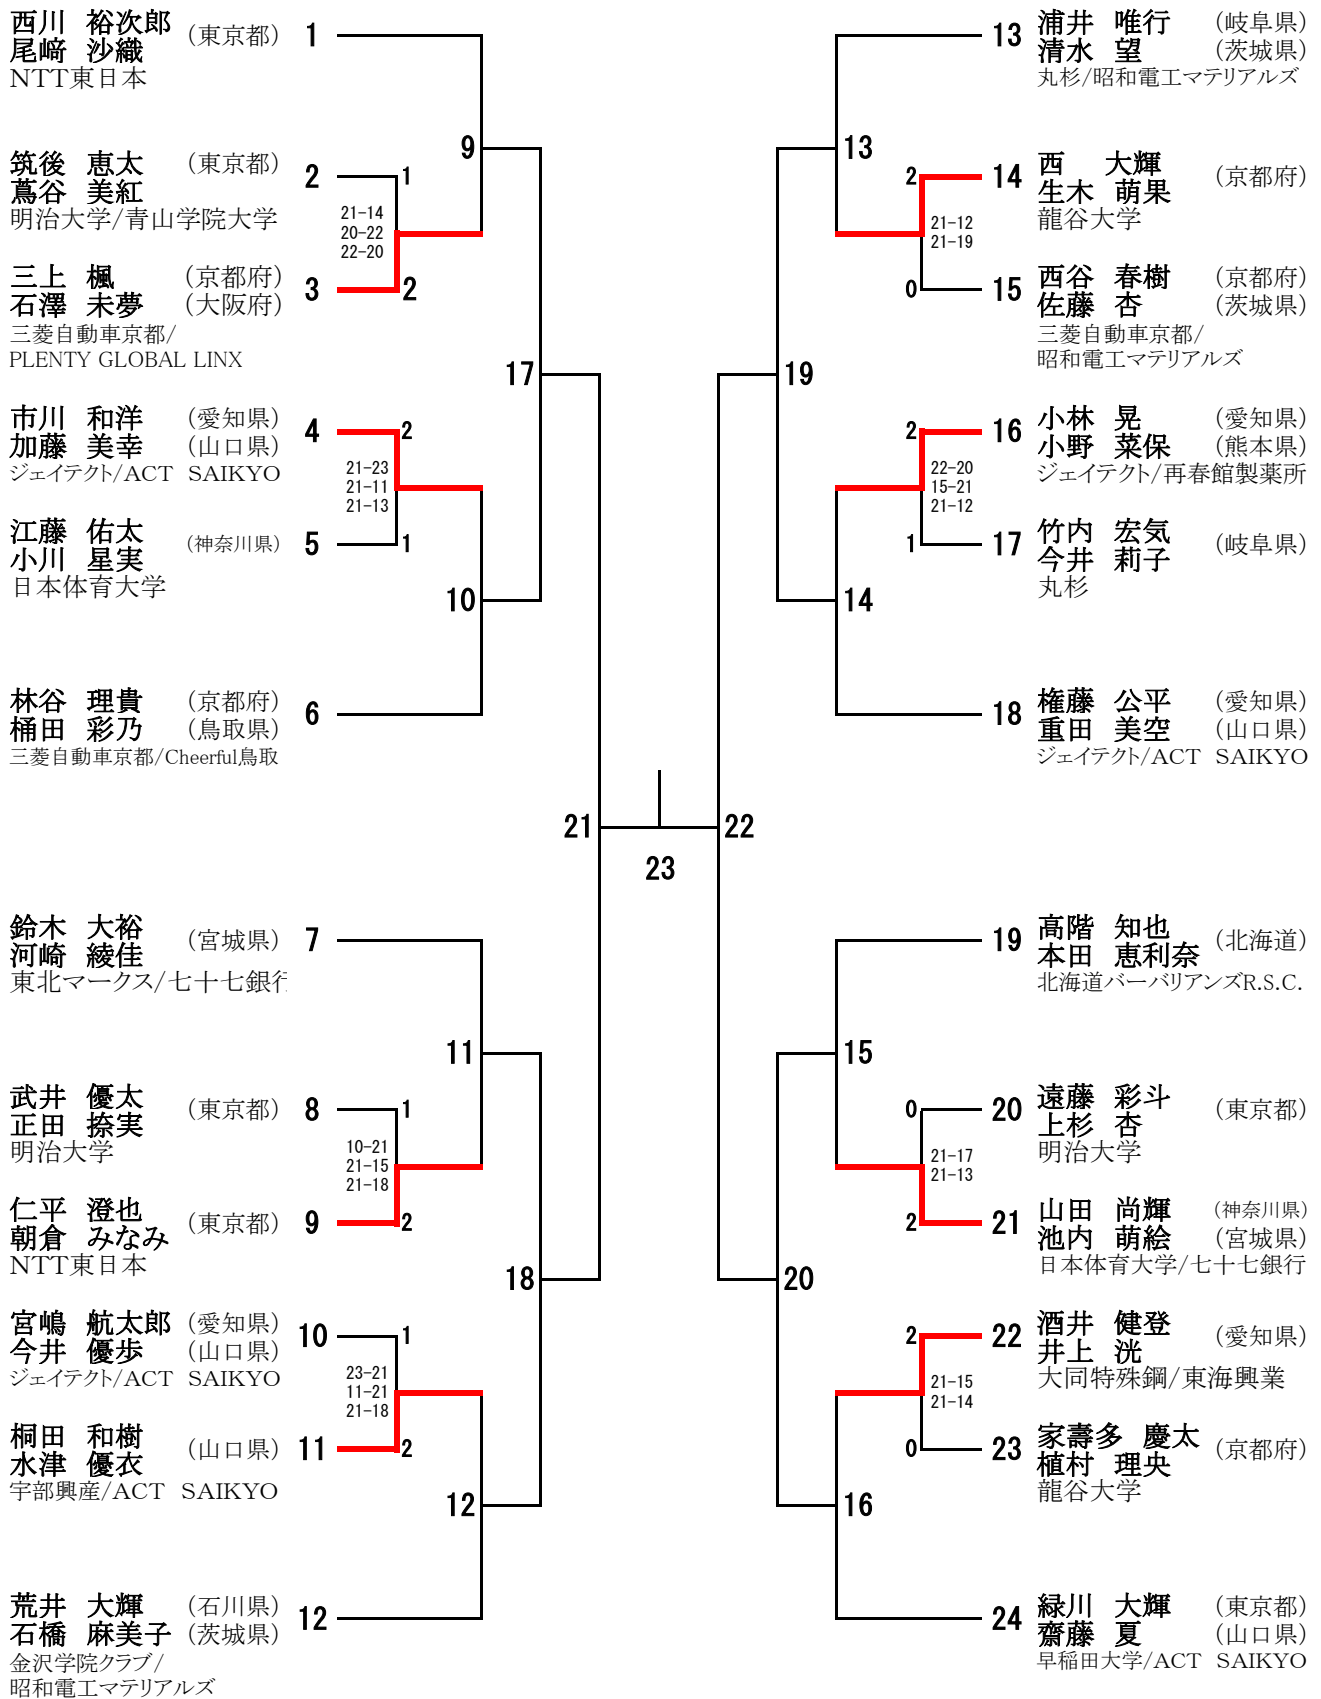 西川 裕次郎 (東京都) 1
尾﨑 沙織
NTT東日本
筑後 恵太 (東京都) 2
蔦谷 美紅
明治大学/青山学院大学
1
21-14
20-22
22-20
三上 楓 (京都府) 3
石澤 未夢 (大阪府)
三菱自動車京都/
PLENTY GLOBAL LINX
2
9
17
市川 和洋 (愛知県) 4
加藤 美幸 (山口県)
ジェイテクト/ACT SAIKYO
2
21-23
21-11
21-13
江藤 佑太 (神奈川県) 5
小川 星実
日本体育大学
1
10
林谷 理貴 (京都府) 6
桶田 彩乃 (鳥取県)
三菱自動車京都/Cheerful鳥取
21
鈴木 大裕 (宮城県) 7
河崎 綾佳
東北マークス/七十七銀行
11
武井 優太 (東京都) 8
正田 捺実
明治大学
1
10-21
21-15
21-18
仁平 澄也 (東京都) 9
朝倉 みなみ
NTT東日本
2
18
宮嶋 航太郎 (愛知県) 10
今井 優歩 (山口県)
ジェイテクト/ACT SAIKYO
1
23-21
11-21
21-18
桐田 和樹 (山口県) 11
水津 優衣
宇部興産/ACT SAIKYO
2
12
荒井 大輝 (石川県) 12
石橋 麻美子 (茨城県)
金沢学院クラブ/
昭和電工マテリアルズ
23
13 浦井 唯行 (岐阜県)
清水 望 (茨城県)
丸杉/昭和電工マテリアルズ
13
2
14 西 大輝 (京都府)
生木 萌果
龍谷大学
21-12
21-19
0
15 西谷 春樹 (京都府)
佐藤 杏 (茨城県)
三菱自動車京都/
昭和電工マテリアルズ
19
2
16 小林 晃 (愛知県)
小野 菜保 (熊本県)
ジェイテクト/再春館製薬所
22-20
15-21
21-12
1
17 竹内 宏気 (岐阜県)
今井 莉子
丸杉
14
18 権藤 公平 (愛知県)
重田 美空 (山口県)
ジェイテクト/ACT SAIKYO
22
19 高階 知也 (北海道)
本田 恵利奈
北海道バーバリアンズR.S.C.
15
0
20 遠藤 彩斗 (東京都)
上杉 杏
明治大学
21-17
21-13
2
21 山田 尚輝 (神奈川県)
池内 萌絵 (宮城県)
日本体育大学/七十七銀行
20
2
22 酒井 健登 (愛知県)
井上 洸
大同特殊鋼/東海興業
21-15
21-14
0
23 家壽多 慶太 (京都府)
植村 理央
龍谷大学
16
24 緑川 大輝 (東京都)
齋藤 夏 (山口県)
早稲田大学/ACT SAIKYO